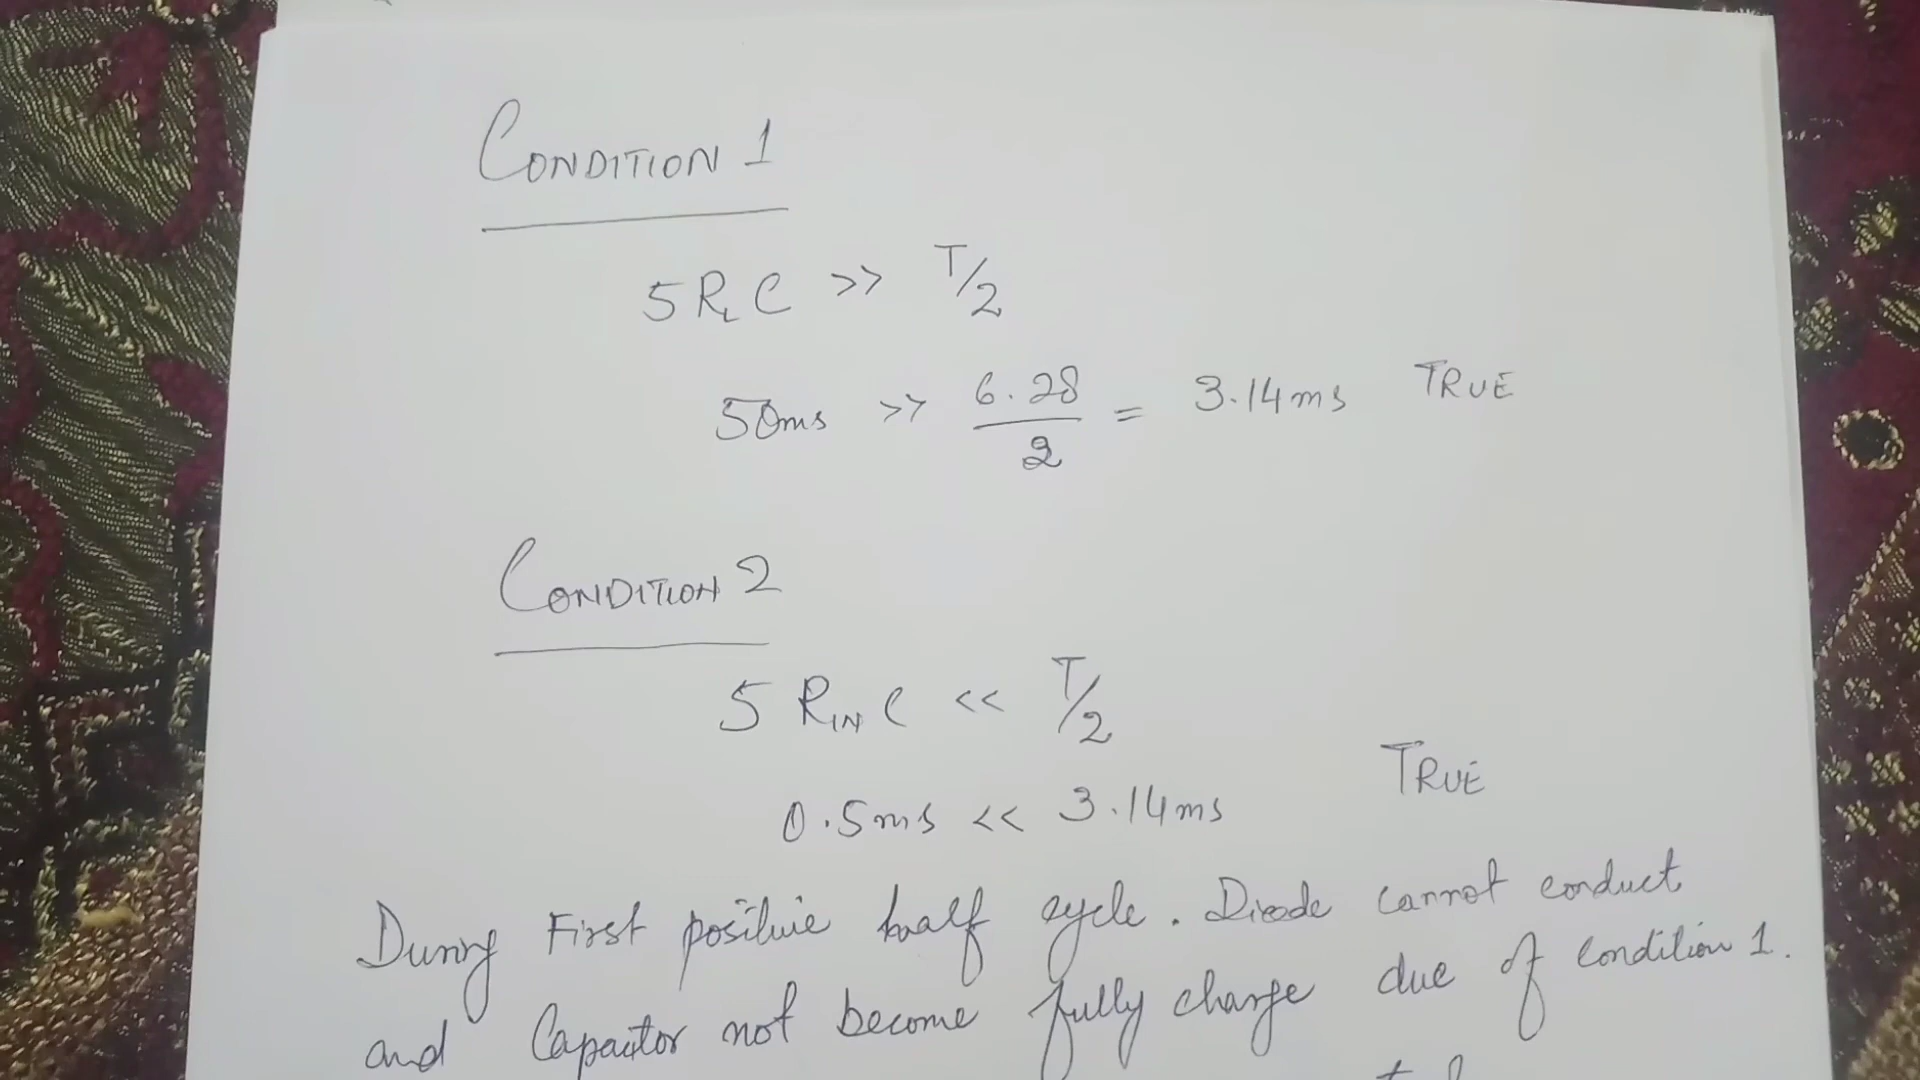 CONDITION 1
5 RL C >> T/2
50ms >> 6.28/2 = 3.14ms TRUE
CONDITION 2
5 RIN C << T/2
0.5ms << 3.14ms TRUE
During First positive half cycle. Diode cannot conduct
and Capacitor not become fully charge due of condition 1.